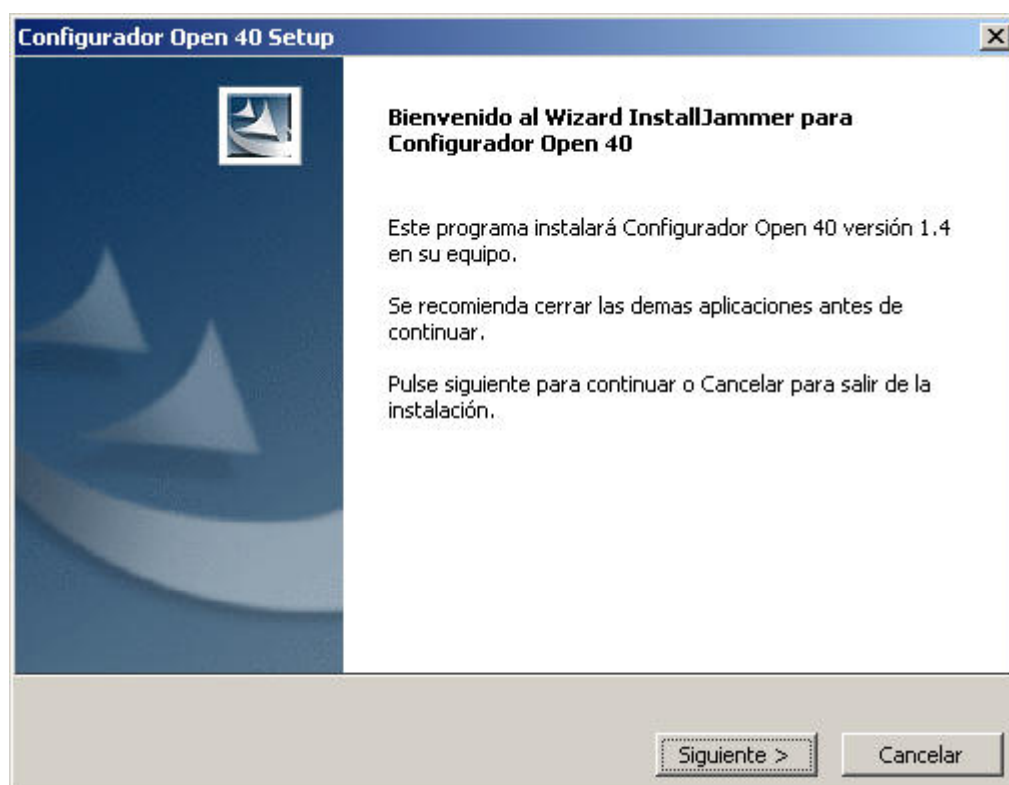 Configurador Open 40 Setup
Bienvenido al Wizard InstallJammer para
Configurador Open 40
Este programa instalará Configurador Open 40 versión 1.4
en su equipo.
Se recomienda cerrar las demas aplicaciones antes de
continuar.
Pulse siguiente para continuar o Cancelar para salir de la
instalación.
Siguiente >
Cancelar